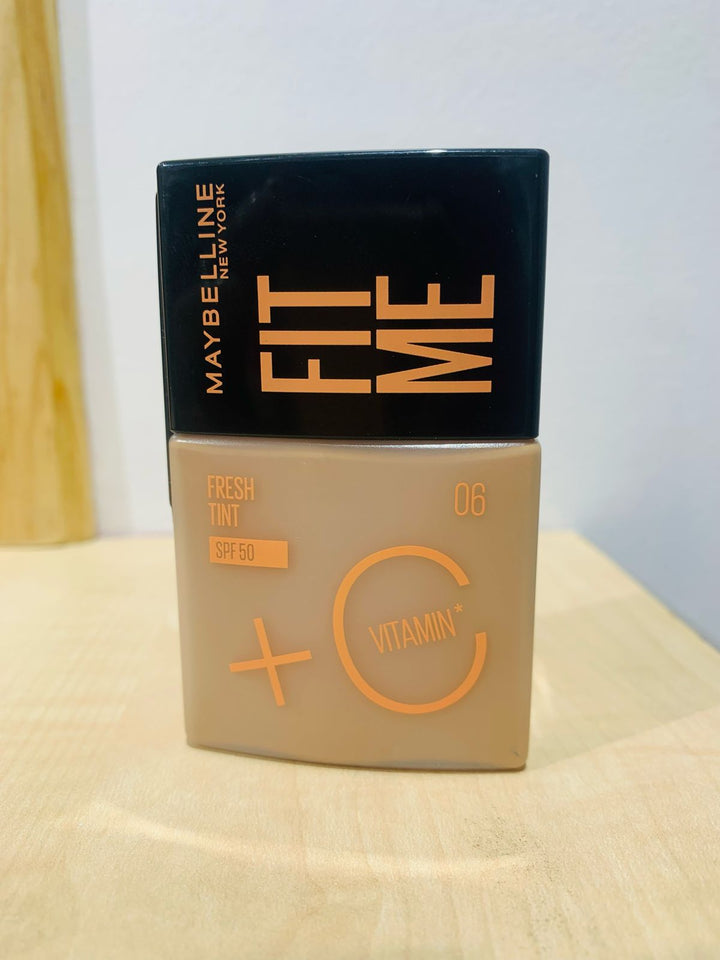 MAYBELLINE
NEW YORK
FIT
ME
FRESH
TINT
SPF 50
06
+ C
VITAMIN*